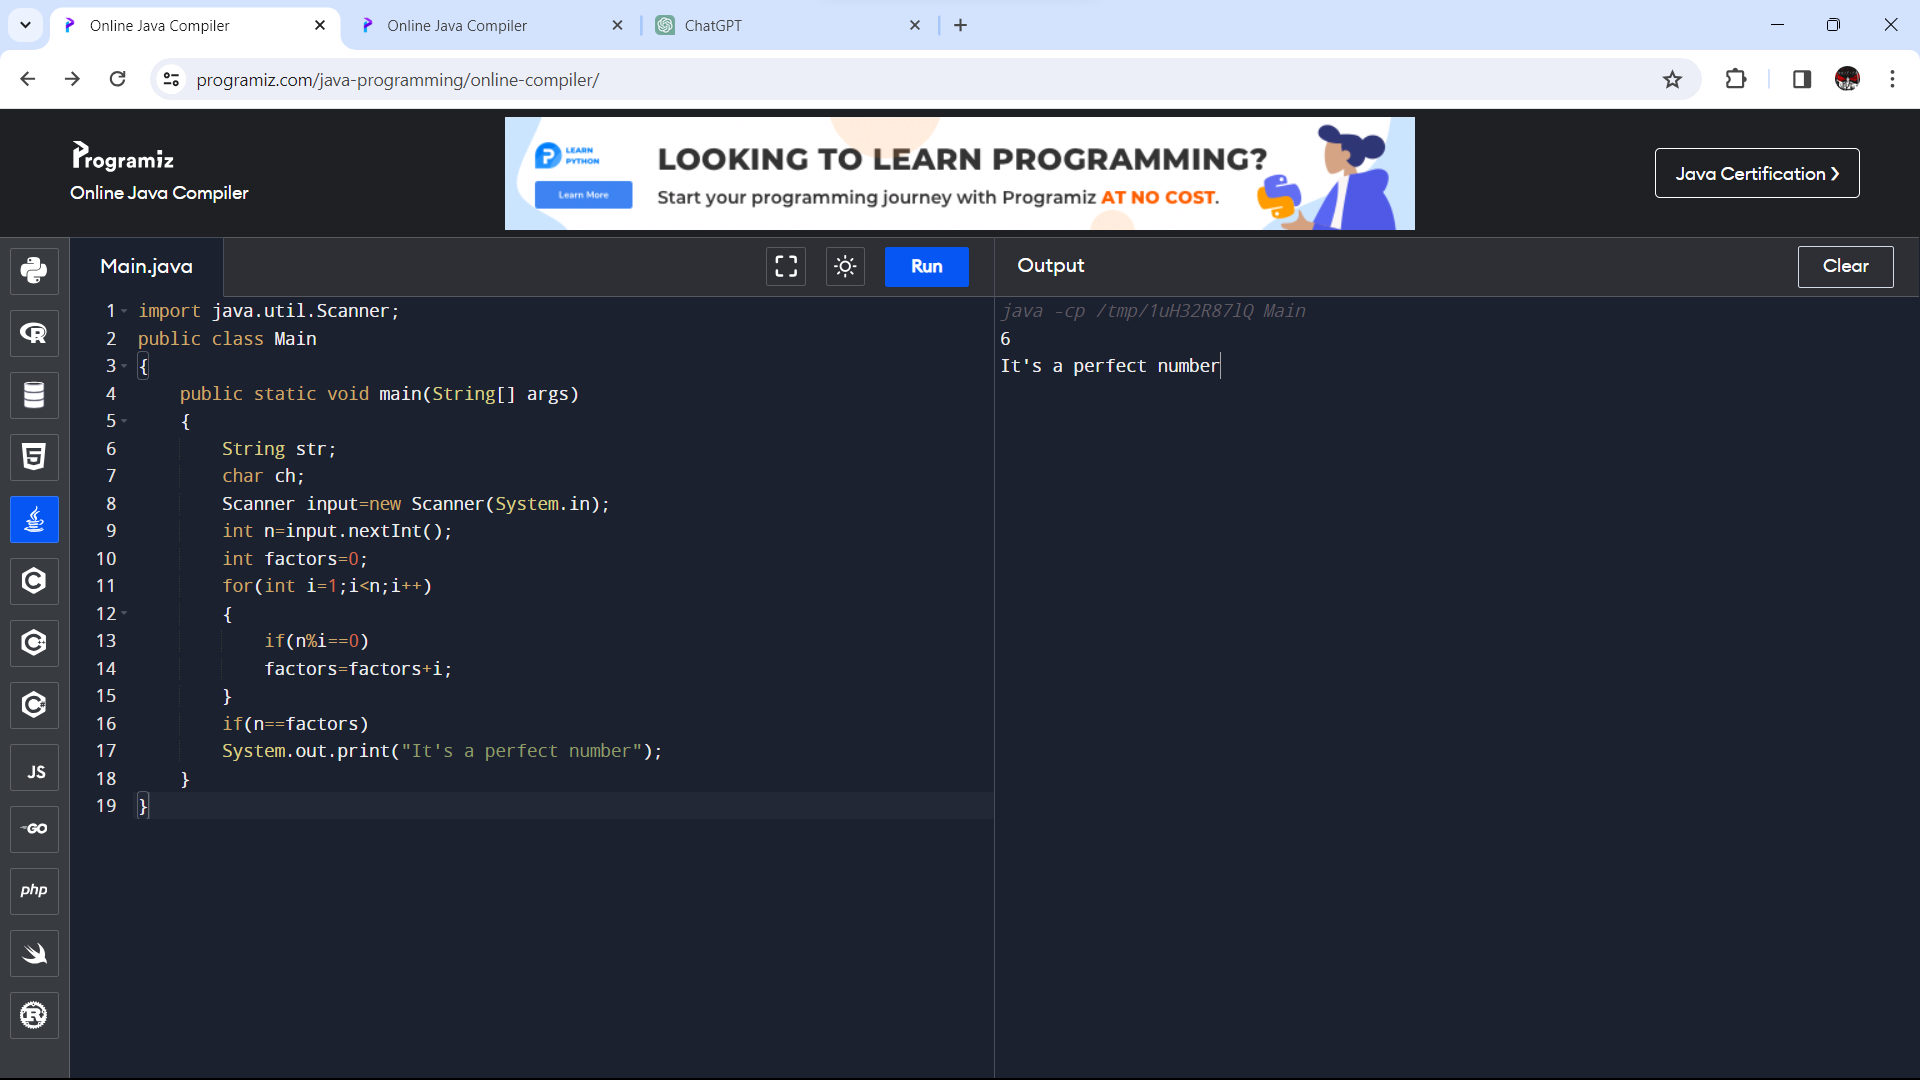 Online Java Compiler
Online Java Compiler
ChatGPT
programiz.com/java-programming/online-compiler/
Programiz
Online Java Compiler
LEARN
PYTHON
Learn More
LOOKING TO LEARN PROGRAMMING?
Start your programming journey with Programiz AT NO COST.
Java Certification ❯
Main.java
Run
Output
Clear
1 import java.util.Scanner;
2 public class Main
3 {
4     public static void main(String[] args)
5     {
6         String str;
7         char ch;
8         Scanner input=new Scanner(System.in);
9         int n=input.nextInt();
10         int factors=0;
11         for(int i=1;i<n;i++)
12         {
13             if(n%i==0)
14             factors=factors+i;
15         }
16         if(n==factors)
17         System.out.print("It's a perfect number");
18     }
19 }
java -cp /tmp/1uH32R87lQ Main
6
It's a perfect number
JS
GO
php